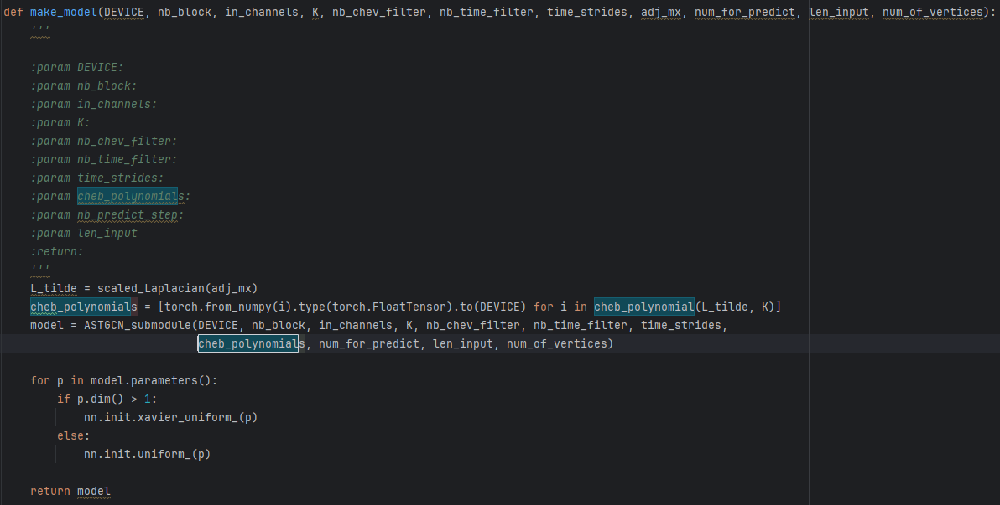 def make_model(DEVICE, nb_block, in_channels, K, nb_chev_filter, nb_time_filter, time_strides, adj_mx, num_for_predict, len_input, num_of_vertices):
    '''

    :param DEVICE:
    :param nb_block:
    :param in_channels:
    :param K:
    :param nb_chev_filter:
    :param nb_time_filter:
    :param time_strides:
    :param cheb_polynomials:
    :param nb_predict_step:
    :param len_input
    :return:
    '''
    L_tilde = scaled_Laplacian(adj_mx)
    cheb_polynomials = [torch.from_numpy(i).type(torch.FloatTensor).to(DEVICE) for i in cheb_polynomial(L_tilde, K)]
    model = ASTGCN_submodule(DEVICE, nb_block, in_channels, K, nb_chev_filter, nb_time_filter, time_strides,
                             cheb_polynomials, num_for_predict, len_input, num_of_vertices)

    for p in model.parameters():
        if p.dim() > 1:
            nn.init.xavier_uniform_(p)
        else:
            nn.init.uniform_(p)

    return model